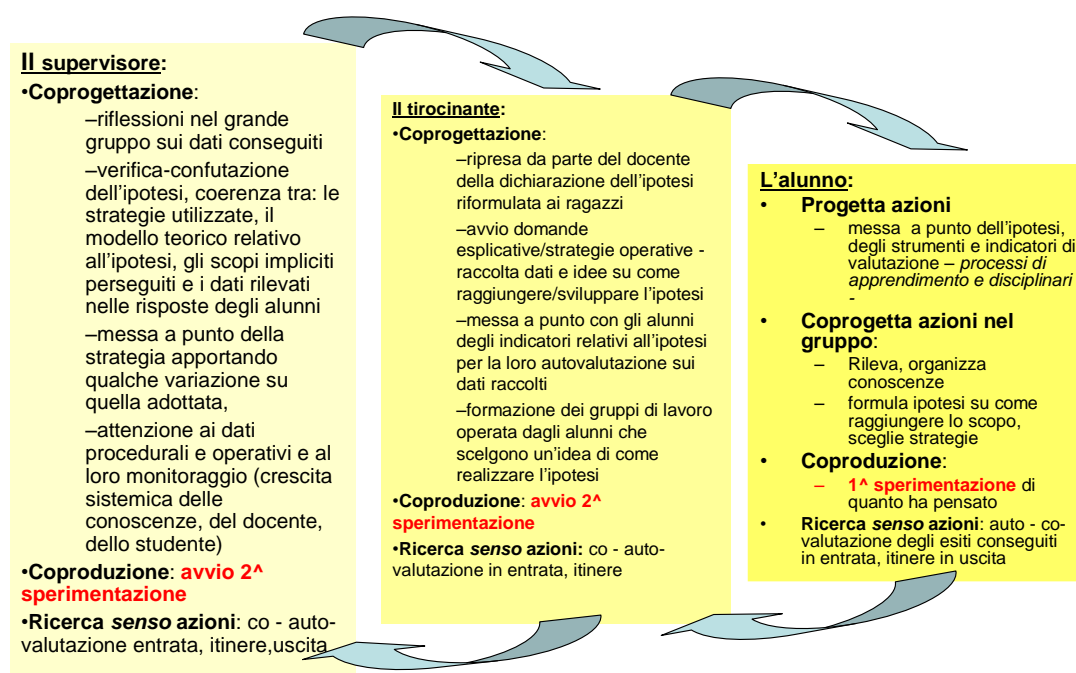 Il supervisore:
•Coprogettazione:
–riflessioni nel grande
gruppo sui dati conseguiti
–verifica-confutazione
dell'ipotesi, coerenza tra: le
strategie utilizzate, il
modello teorico relativo
all'ipotesi, gli scopi impliciti
perseguiti e i dati rilevati
nelle risposte degli alunni
–messa a punto della
strategia apportando
qualche variazione su
quella adottata,
–attenzione ai dati
procedurali e operativi e al
loro monitoraggio (crescita
sistemica delle
conoscenze, del docente,
dello studente)
•Coproduzione: avvio 2^
sperimentazione
•Ricerca senso azioni: co - auto-
valutazione entrata, itinere,uscita
Il tirocinante:
•Coprogettazione:
–ripresa da parte del docente
della dichiarazione dell'ipotesi
riformulata ai ragazzi
–avvio domande
esplicative/strategie operative -
raccolta dati e idee su come
raggiungere/sviluppare l'ipotesi
–messa a punto con gli alunni
degli indicatori relativi all'ipotesi
per la loro autovalutazione sui
dati raccolti
–formazione dei gruppi di lavoro
operata dagli alunni che
scelgono un'idea di come
realizzare l'ipotesi
•Coproduzione: avvio 2^
sperimentazione
•Ricerca senso azioni: co - auto-
valutazione in entrata, itinere
L'alunno:
• Progetta azioni
– messa a punto dell'ipotesi,
degli strumenti e indicatori di
valutazione – processi di
apprendimento e disciplinari
-
• Coprogetta azioni nel
gruppo:
– Rileva, organizza
conoscenze
– formula ipotesi su come
raggiungere lo scopo,
sceglie strategie
• Coproduzione:
– 1^ sperimentazione di
quanto ha pensato
• Ricerca senso azioni: auto - co-
valutazione degli esiti conseguiti
in entrata, itinere in uscita